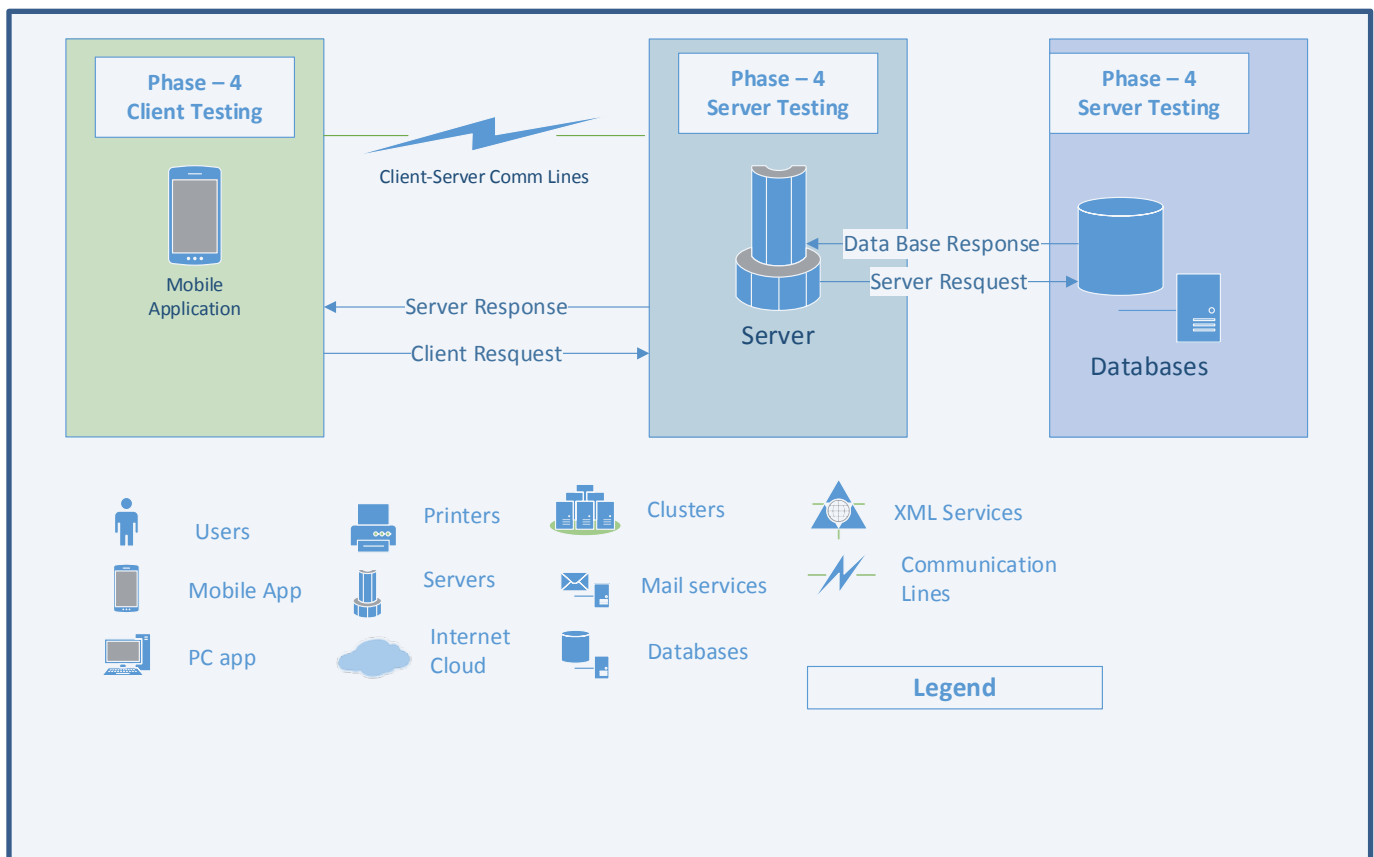 Phase – 4
Client Testing
Phase – 4
Server Testing
Phase – 4
Server Testing
Client-Server Comm Lines
Mobile
Application
Data Base Response
Server Resquest
Server Response
Client Resquest
Server
Databases
Users
Printers
Clusters
XML Services
Mobile App
Servers
Mail services
Communication
Lines
PC app
Internet
Cloud
Databases
Legend